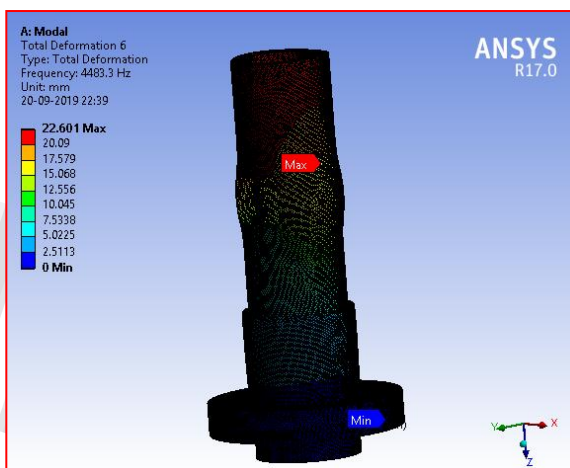 A: Modal
Total Deformation 6
Type: Total Deformation
Frequency: 4483.3 Hz
Unit: mm
20-09-2019 22:39
ANSYS
R17.0
22.601 Max
20.09
17.579
15.068
12.556
10.045
7.5338
5.0225
2.5113
0 Min
Max
Min
Y
X
Z